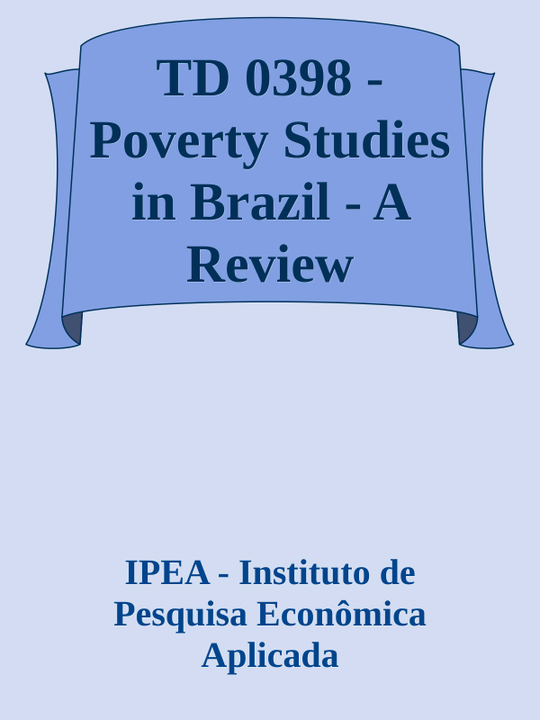 TD 0398 -
Poverty Studies
in Brazil - A
Review
IPEA - Instituto de
Pesquisa Econômica
Aplicada